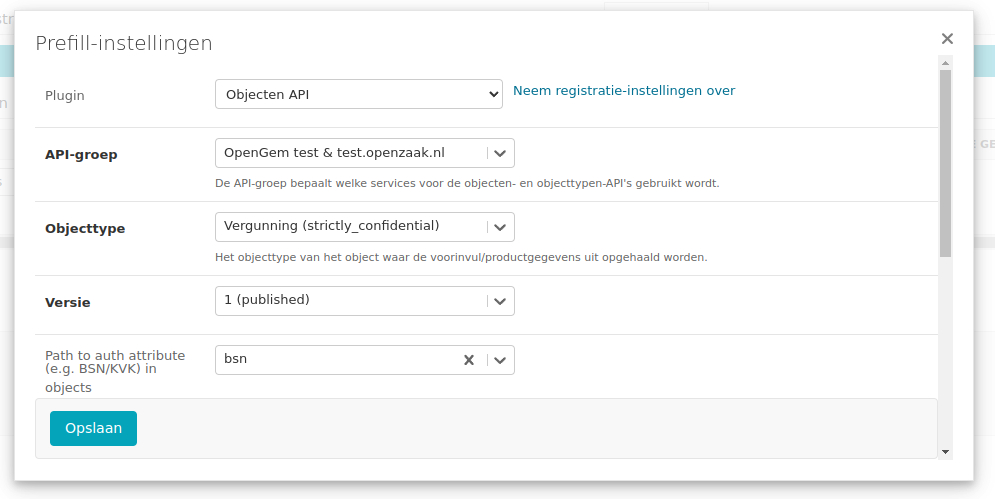 Prefill-instellingen
Plugin
Objecten API
Neem registratie-instellingen over
API-groep
OpenGem test & test.openzaak.nl
De API-groep bepaalt welke services voor de objecten- en objecttypen-API's gebruikt wordt.
Objecttype
Vergunning (strictly_confidential)
Het objecttype van het object waar de voorinvul/productgegevens uit opgehaald worden.
Versie
1 (published)
Path to auth attribute
(e.g. BSN/KVK) in
objects
bsn
Opslaan